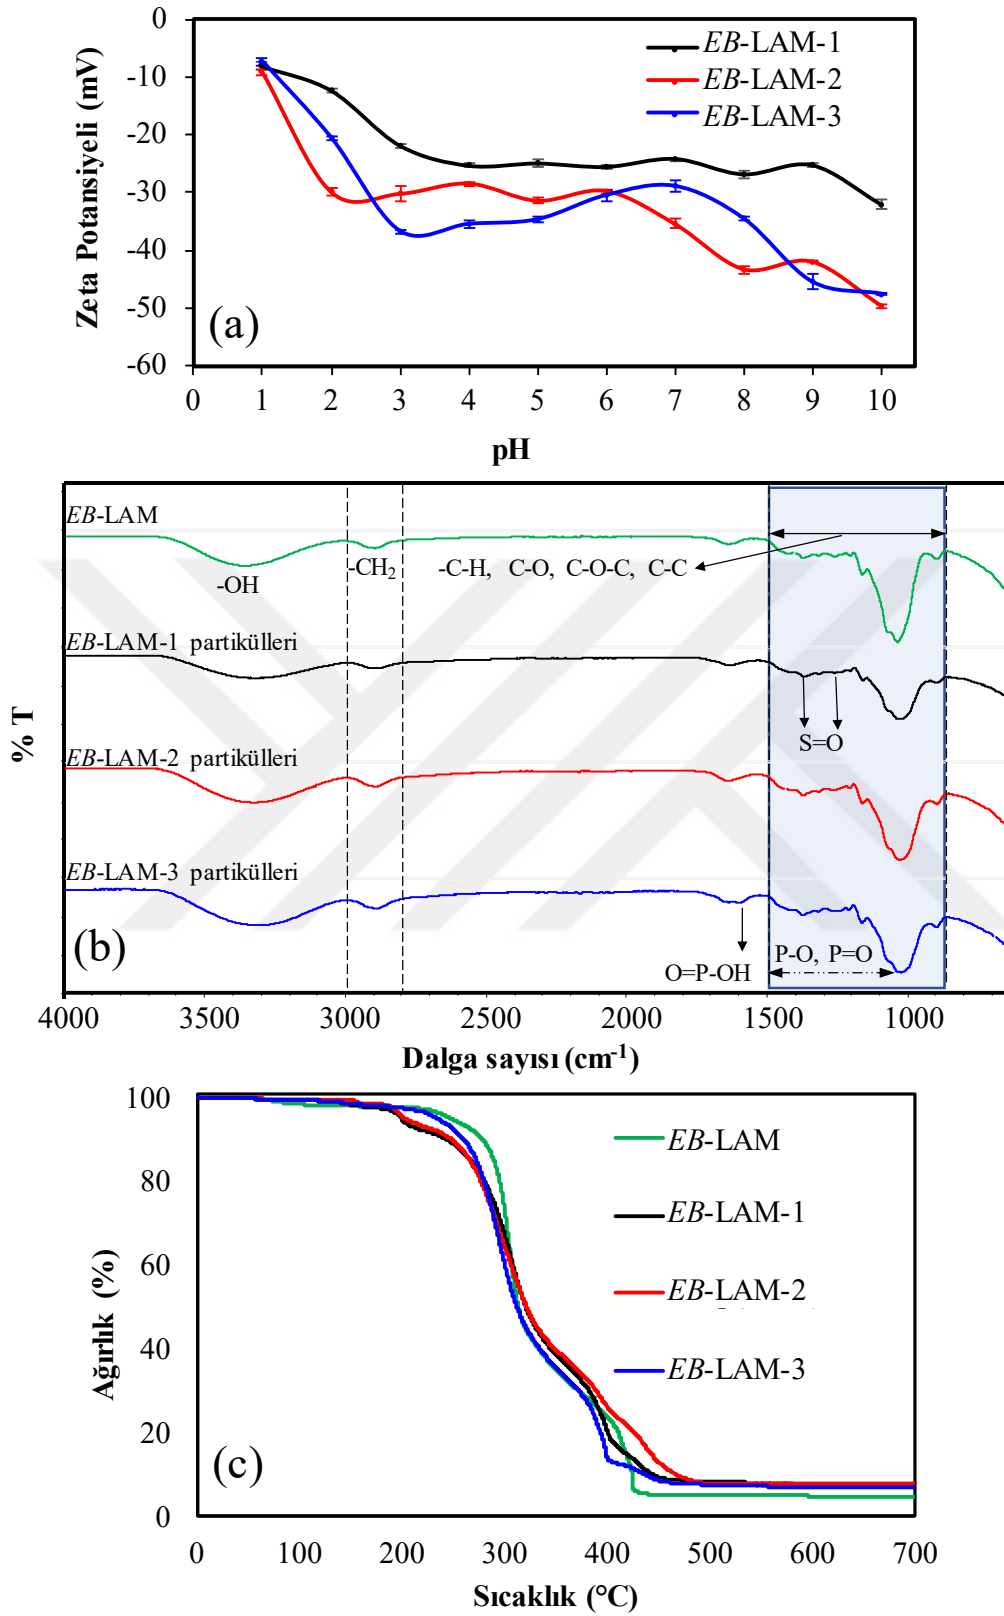 0
-10
-20
-30
-40
-50
-60
Zeta Potansiyeli (mV)
EB-LAM-1
EB-LAM-2
EB-LAM-3
(a)
0 1 2 3 4 5 6 7 8 9 10
pH
EB-LAM
-OH
-CH2
-C-H, C-O, C-O-C, C-C
EB-LAM-1 partikülleri
S=O
% T
EB-LAM-2 partikülleri
EB-LAM-3 partikülleri
(b)
O=P-OH
P-O, P=O
4000 3500 3000 2500 2000 1500 1000
Dalga sayısı (cm-1)
100
80
60
40
20
0
Ağırlık (%)
EB-LAM
EB-LAM-1
EB-LAM-2
EB-LAM-3
(c)
0 100 200 300 400 500 600 700
Sıcaklık (°C)